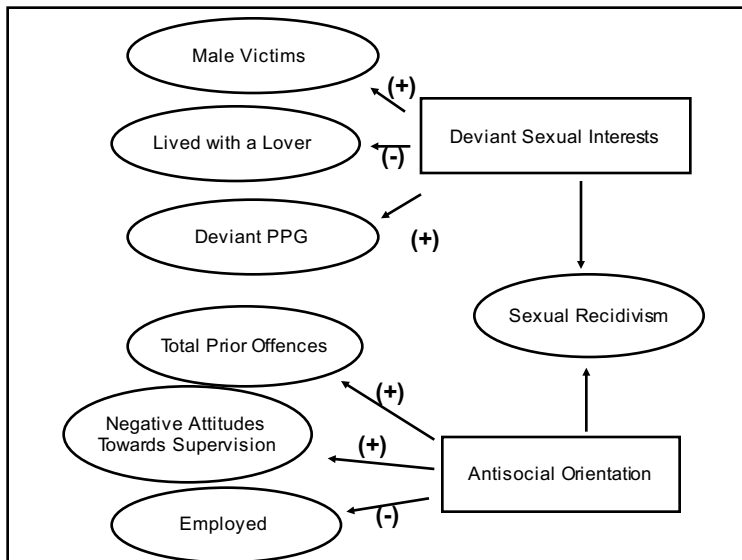 Male Victims
(+)
Lived with a Lover
(-)
Deviant Sexual Interests
Deviant PPG
(+)
Sexual Recidivism
Total Prior Offences
(+)
Negative Attitudes
Towards Supervision
(+)
Antisocial Orientation
Employed
(-)